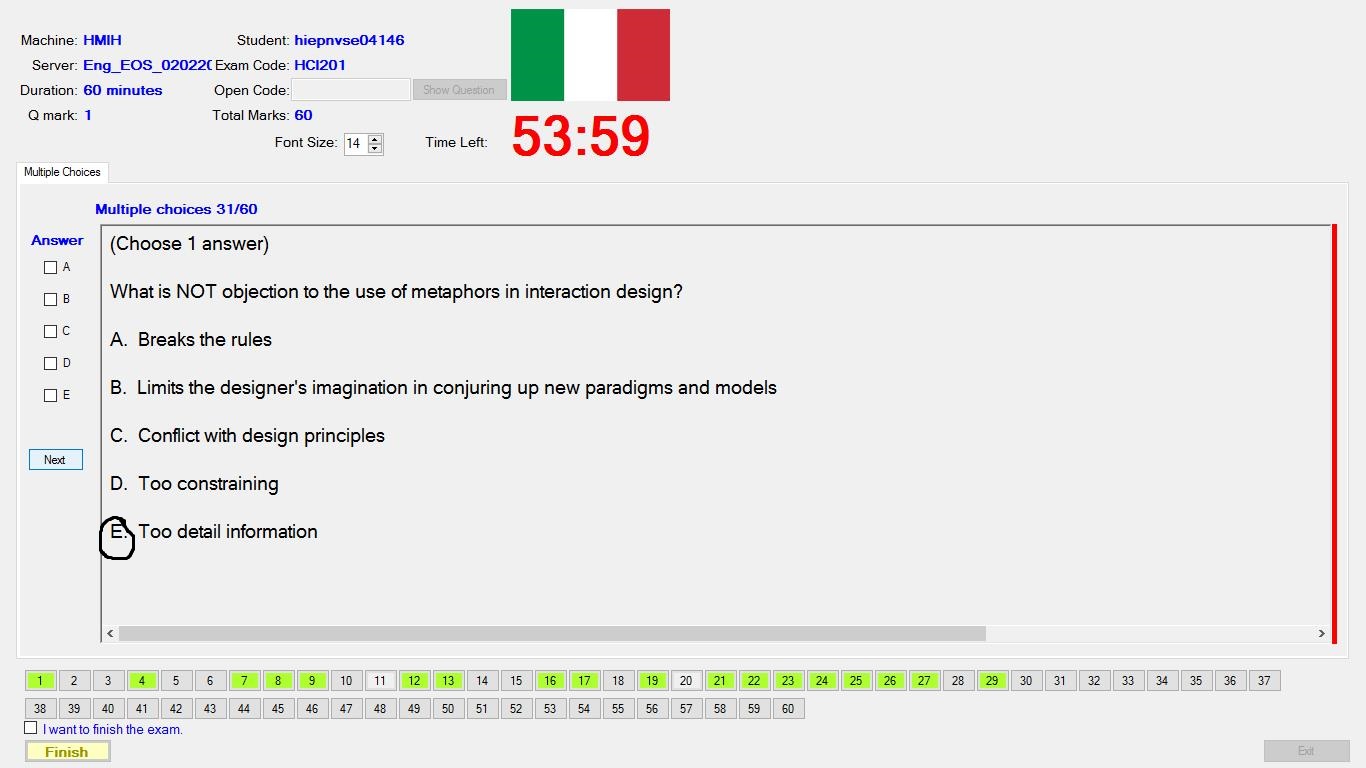 Machine: HMIH Student: hiepnvse04146
Server: Eng_EOS_02022( Exam Code: HCI201
Duration: 60 minutes Open Code: Show Question
Q mark: 1 Total Marks: 60
Font Size: 14 Time Left: 53:59
Multiple Choices
Multiple choices 31/60
Answer
A
B
C
D
E
Next
(Choose 1 answer)
What is NOT objection to the use of metaphors in interaction design?
A. Breaks the rules
B. Limits the designer's imagination in conjuring up new paradigms and models
C. Conflict with design principles
D. Too constraining
E. Too detail information
1 2 3 4 5 6 7 8 9 10 11 12 13 14 15 16 17 18 19 20 21 22 23 24 25 26 27 28 29 30 31 32 33 34 35 36 37
38 39 40 41 42 43 44 45 46 47 48 49 50 51 52 53 54 55 56 57 58 59 60
I want to finish the exam.
Finish Exit